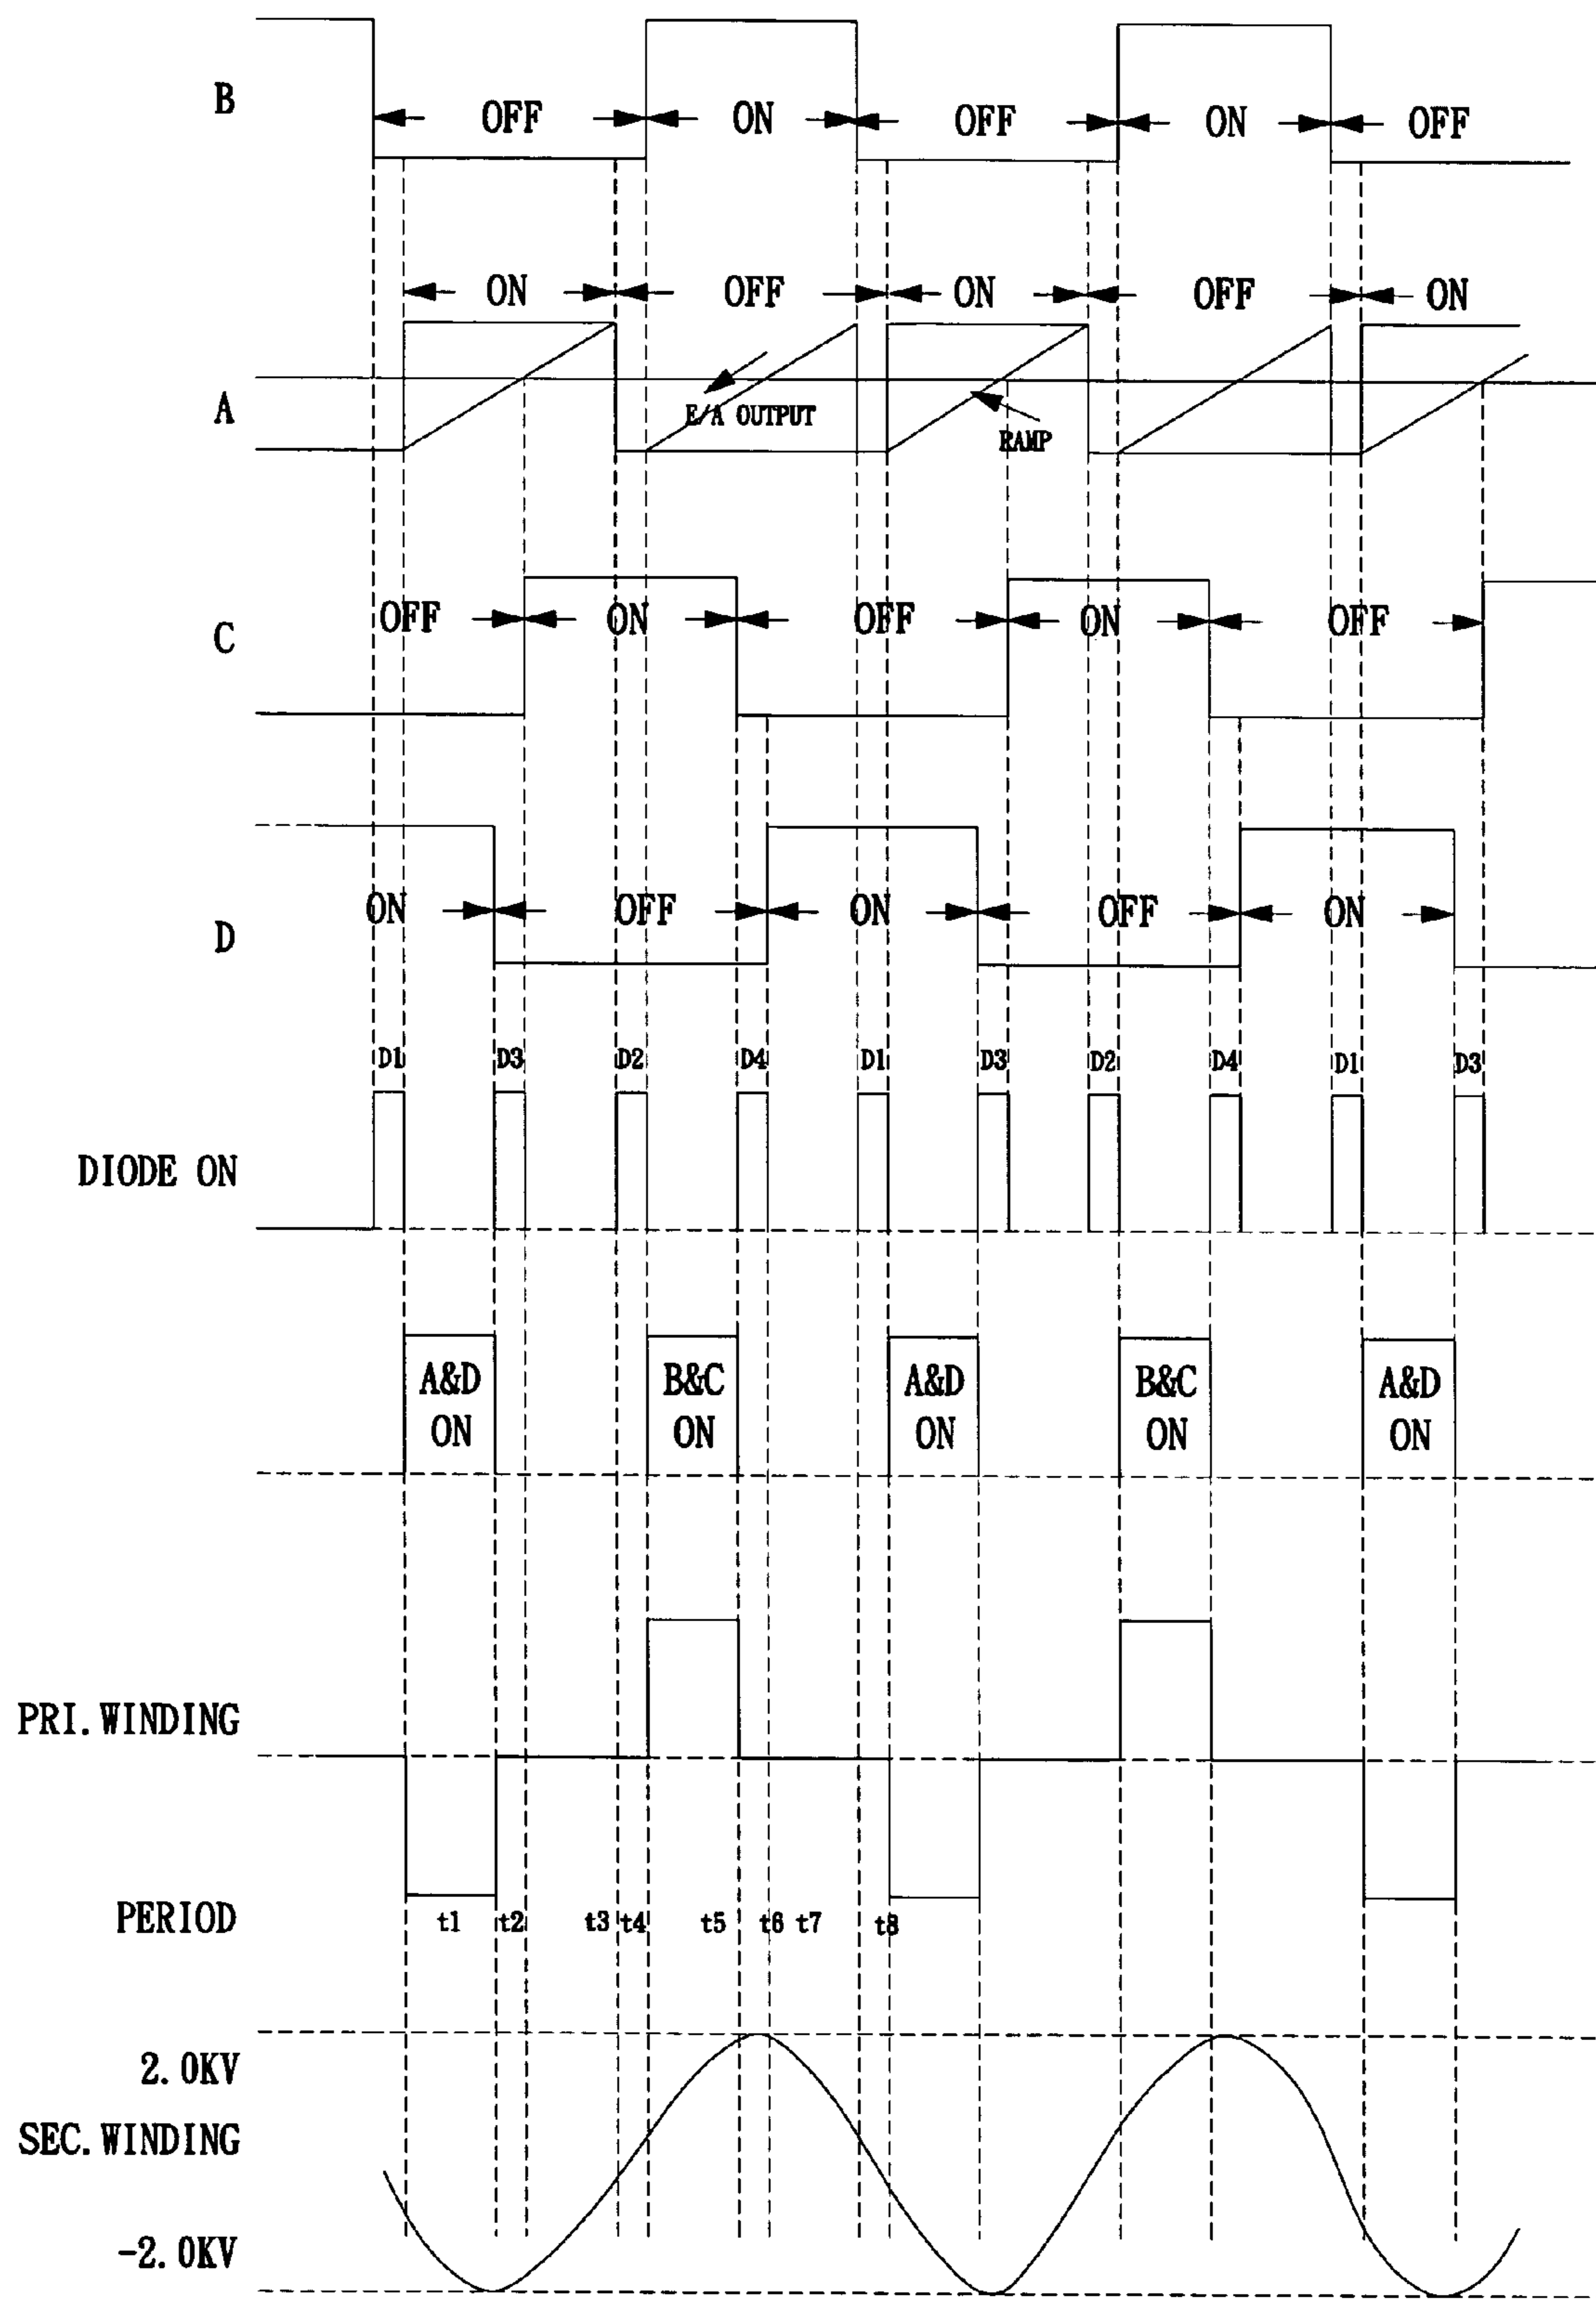 B
OFF ON OFF ON OFF
ON OFF ON OFF ON
A
E/A OUTPUT
RAMP
C
OFF ON OFF ON OFF
D
ON OFF ON OFF ON
D1 D3 D2 D4 D1 D3 D2 D4 D1 D3
DIODE ON
A&D B&C A&D B&C A&D
ON ON ON ON ON
PRI.WINDING
PERIOD
t1 t2 t3 t4 t5 t6 t7 t8
2.0KV
SEC.WINDING
-2.0KV